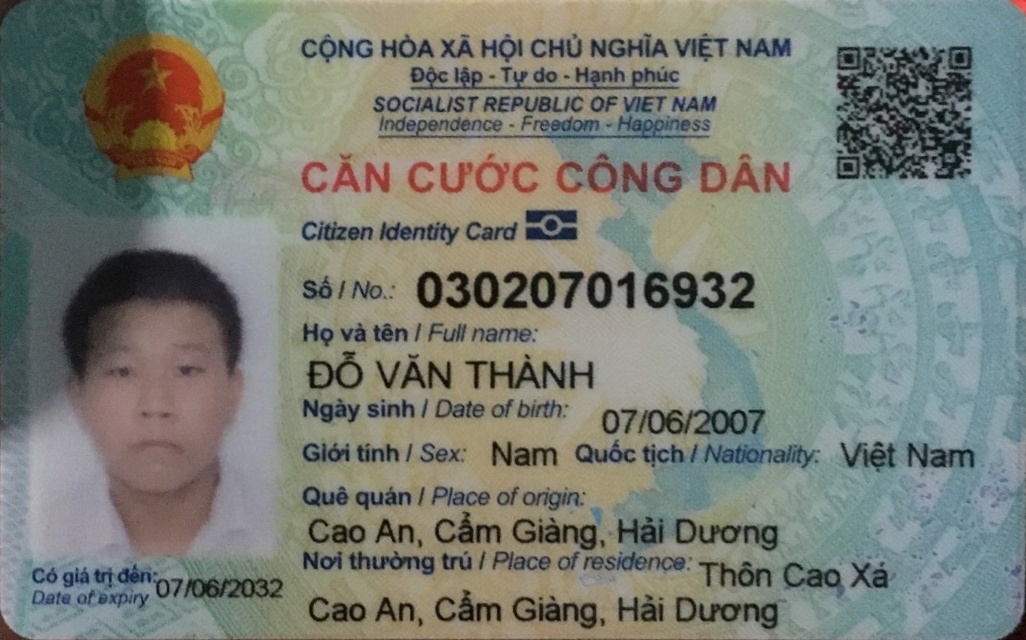 CỘNG HÒA XÃ HỘI CHỦ NGHĨA VIỆT NAM
Độc lập - Tự do - Hạnh phúc
SOCIALIST REPUBLIC OF VIET NAM
Independence - Freedom - Happiness
CĂN CƯỚC CÔNG DÂN
Citizen Identity Card
Số / No.: 030207016932
Họ và tên / Full name:
ĐỖ VĂN THÀNH
Ngày sinh / Date of birth: 07/06/2007
Giới tính / Sex: Nam Quốc tịch / Nationality: Việt Nam
Quê quán / Place of origin:
Cao An, Cẩm Giàng, Hải Dương
Nơi thường trú / Place of residence: Thôn Cao Xá
Cao An, Cẩm Giàng, Hải Dương
Có giá trị đến: 07/06/2032
Date of expiry